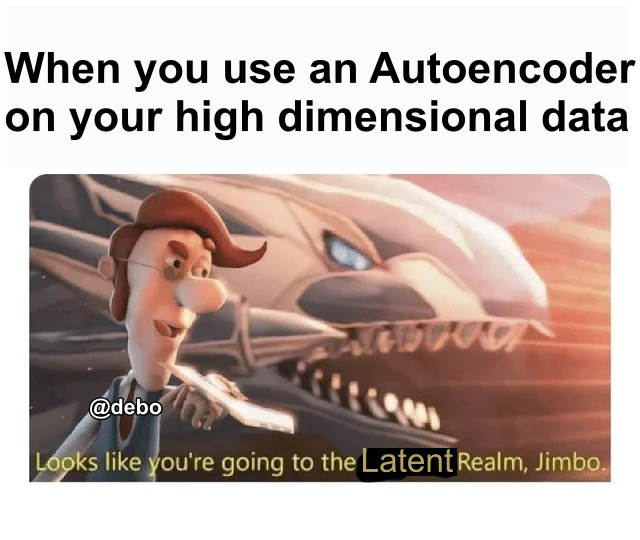 When you use an Autoencoder
on your high dimensional data
@debo
Looks like you're going to the Latent Realm, Jimbo.